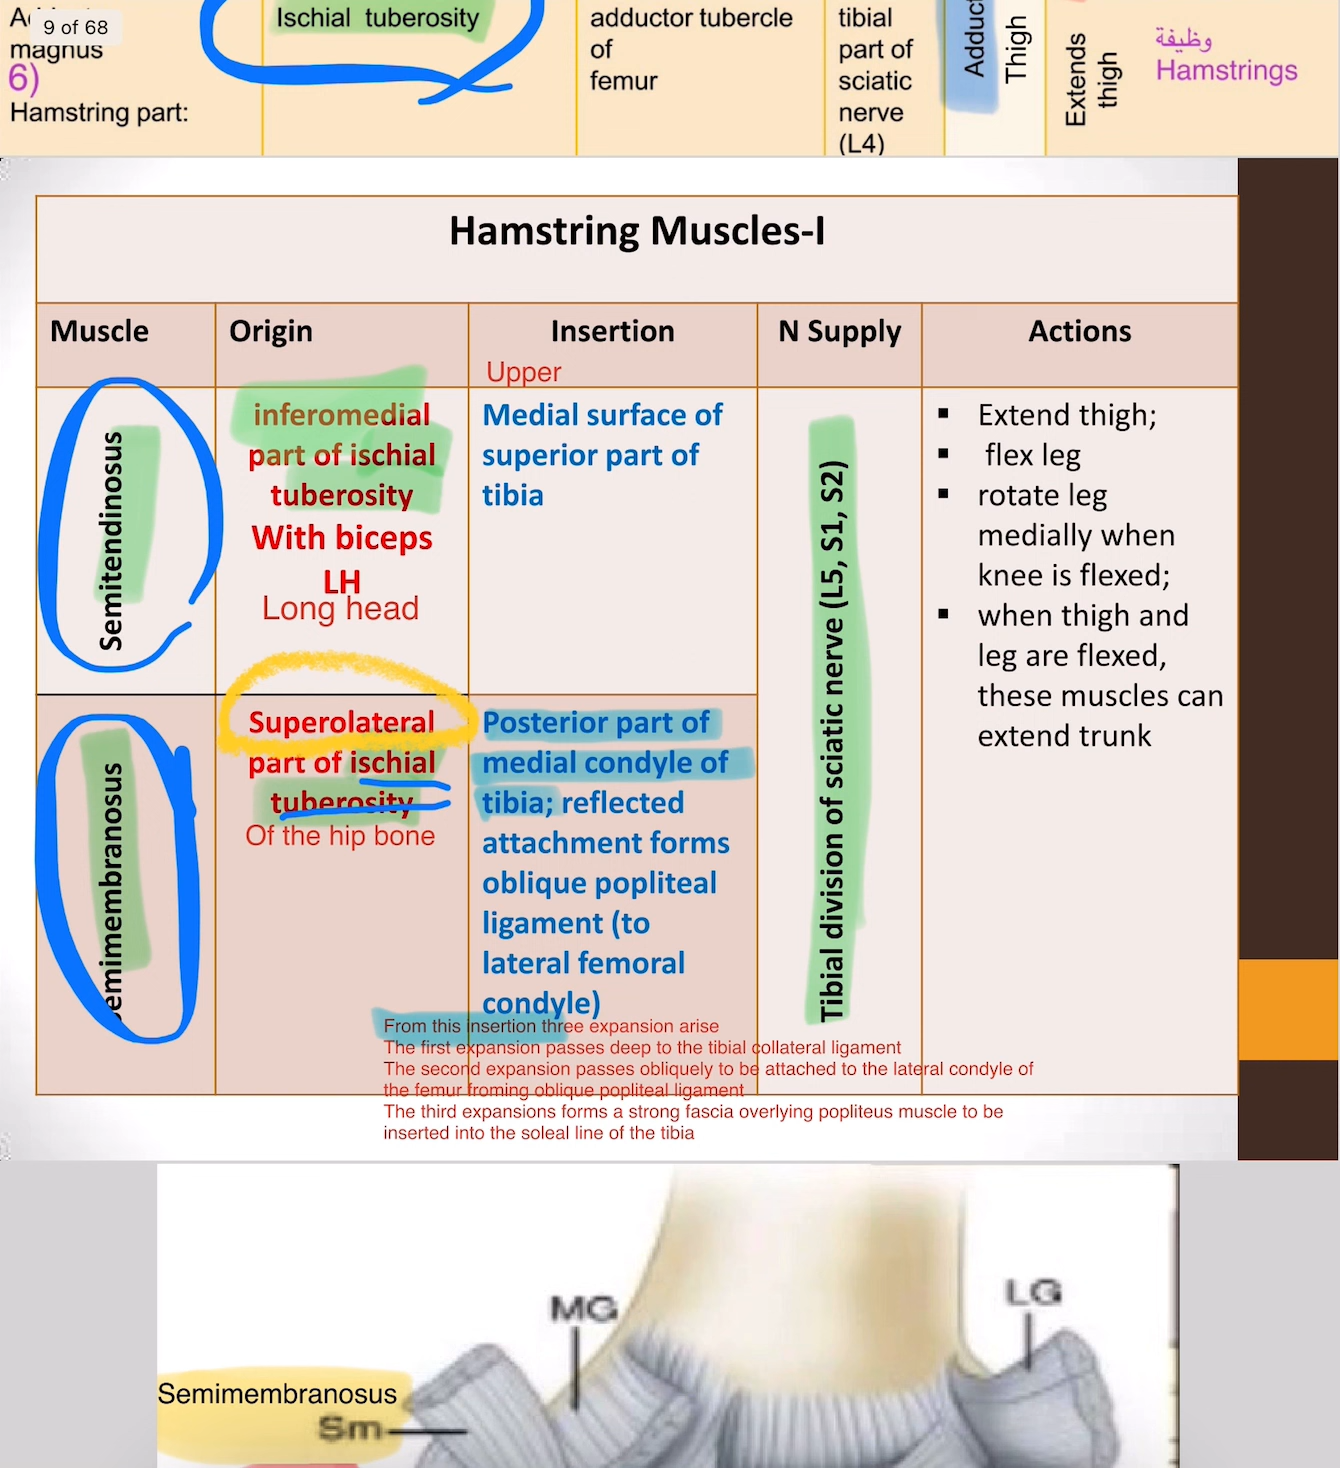 9 of 68
magnus
6)
Hamstring part:
Ischial tuberosity
adductor tubercle
of
femur
tibial
part of
sciatic
nerve
(L4)
Thigh
Extends
thigh
وظيفة
Hamstrings
Hamstring Muscles-I
Muscle
Origin
Insertion
N Supply
Actions
Upper
Semitendinosus
inferomedial
part of ischial
tuberosity
With biceps
LH
Long head
Medial surface of
superior part of
tibia
Tibial division of sciatic nerve (L5, S1, S2)
▪ Extend thigh;
▪ flex leg
▪ rotate leg
medially when
knee is flexed;
▪ when thigh and
leg are flexed,
these muscles can
extend trunk
emimembranosus
Superolateral
part of ischial
tuberosity
Of the hip bone
Posterior part of
medial condyle of
tibia; reflected
attachment forms
oblique popliteal
ligament (to
lateral femoral
condyle)
From this insertion three expansion arise
The first expansion passes deep to the tibial collateral ligament
The second expansion passes obliquely to be attached to the lateral condyle of
the femur froming oblique popliteal ligament
The third expansions forms a strong fascia overlying popliteus muscle to be
inserted into the soleal line of the tibia
MG
LG
Semimembranosus
Sm